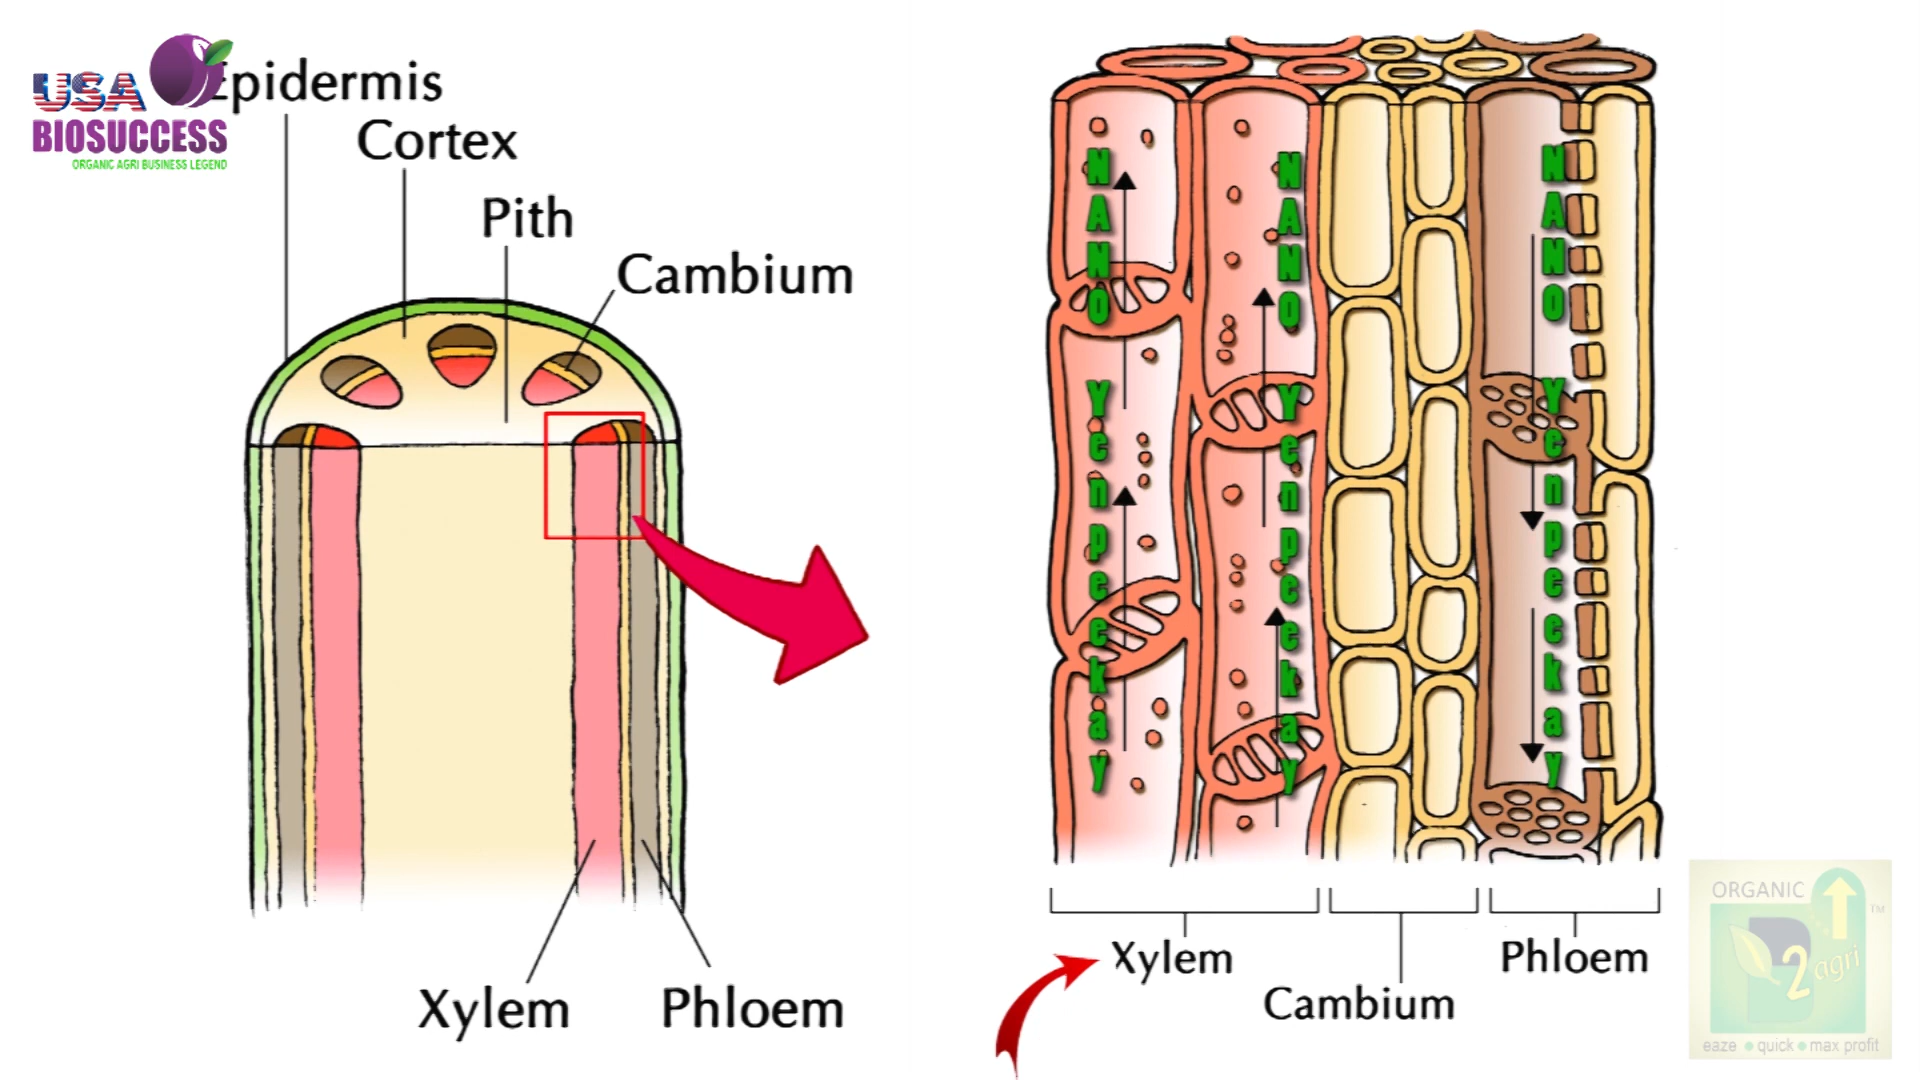 USA
BIOSUCCESS
ORGANIC AGRI BUSINESS LEGEND
Epidermis
Cortex
Pith
Cambium
Xylem
Phloem
NANO Yenpeekay
NANO Yenpeekay
NANO Yenpeekay
Xylem
Cambium
Phloem
ORGANIC
TM
2
agri
eaze • quick • max profit